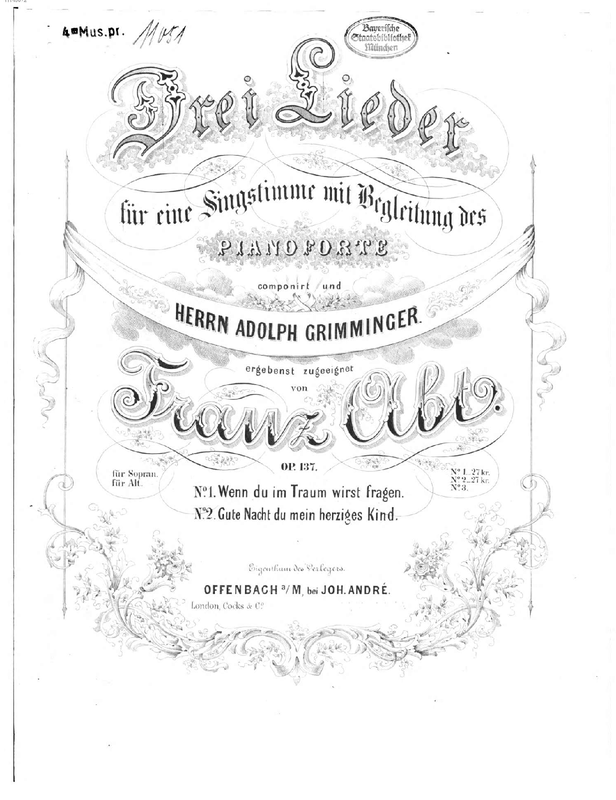 4º Mus.pr. 11051
Bayerische
Staatsbibliothek
München
Drei Lieder
für eine Singstimme mit Begleitung des
PIANOFORTE
componirt und
HERRN ADOLPH GRIMMINGER.
ergebenst zugeeignet
von
Franz Abt.
OP. 137.
für Sopran.
für Alt.
Nº 1. 27 kr.
Nº 2. 27 kr.
Nº 3.
Nº 1. Wenn du im Traum wirst fragen.
Nº 2. Gute Nacht du mein herziges Kind.
Eigenthum des Verlegers.
OFFENBACH a/M, bei JOH. ANDRÉ.
London, Cocks & Cº